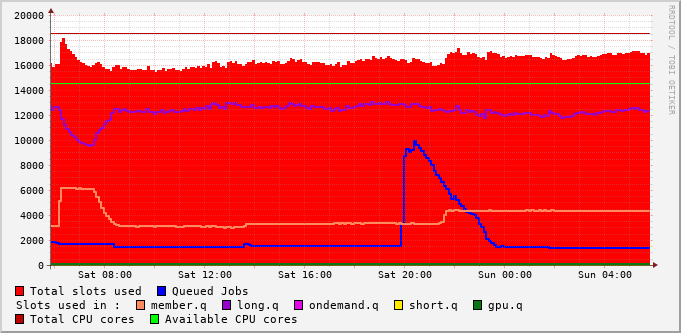 20000
18000
16000
14000
12000
10000
8000
6000
4000
2000
0
Sat 08:00 Sat 12:00 Sat 16:00 Sat 20:00 Sun 00:00 Sun 04:00
Total slots used Queued Jobs
Slots used in : member.q long.q ondemand.q short.q gpu.q
Total CPU cores Available CPU cores
RRDTOOL / TOBI OETIKER